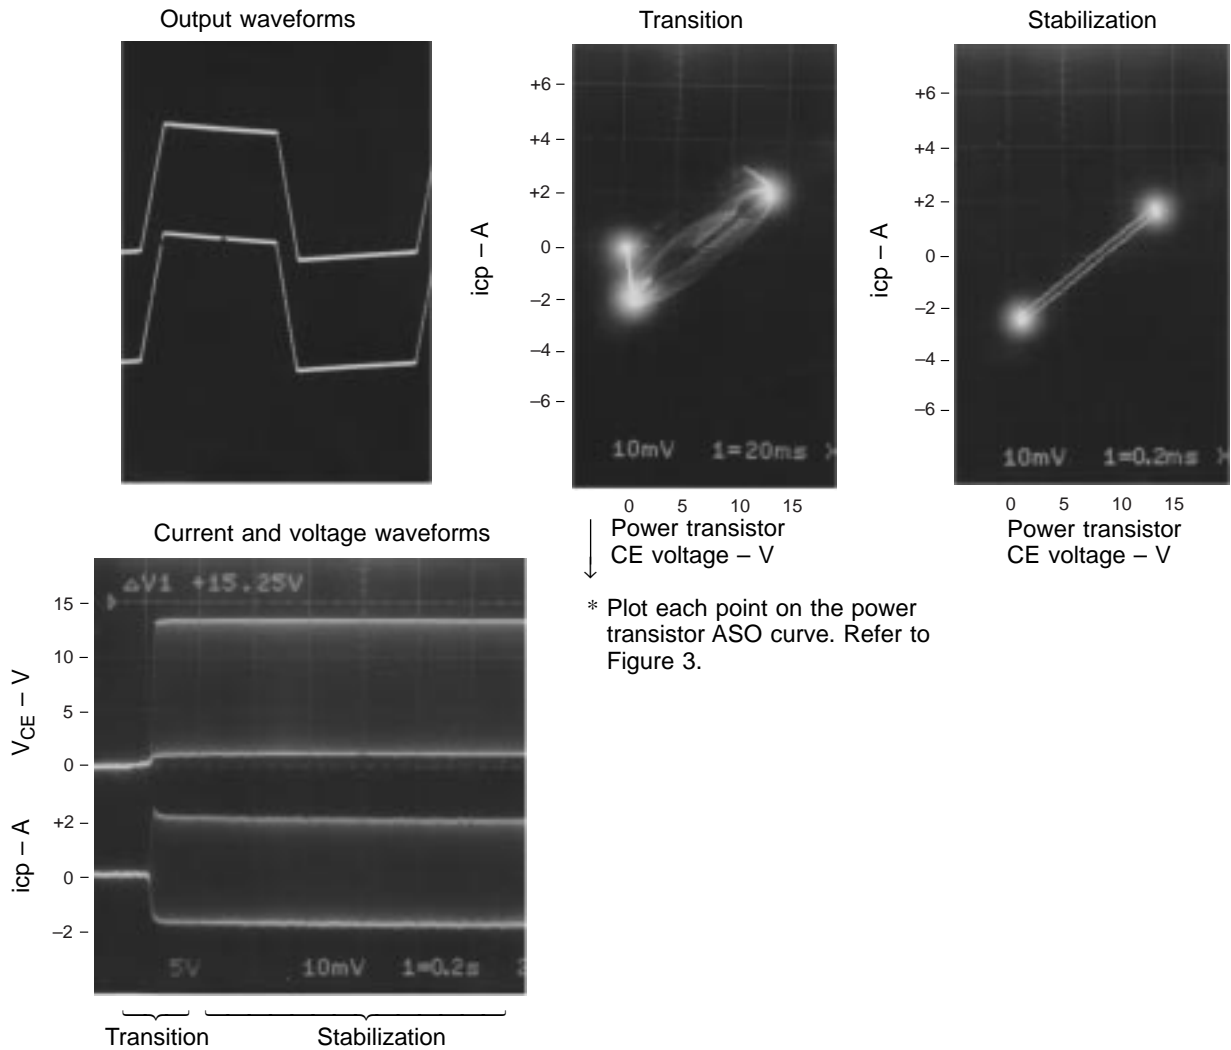 Output waveforms
Transition
Stabilization
+6
+4
+2
0
–2
–4
–6
icp – A
10mV 1=20ms
0 5 10 15
Power transistor
CE voltage – V
* Plot each point on the power
transistor ASO curve. Refer to
Figure 3.
+6
+4
+2
0
–2
–4
–6
icp – A
10mV 1=0.2ms
0 5 10 15
Power transistor
CE voltage – V
Current and voltage waveforms
△V1 +15.25V
15
10
5
0
VCE – V
+2
0
–2
icp – A
5V 10mV 1=0.2s
Transition
Stabilization